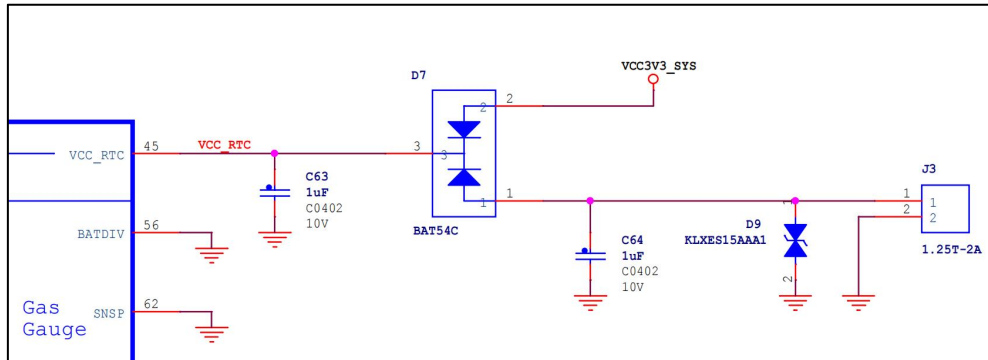 VCC3V3_SYS
D7
2
2
45
VCC_RTC
VCC_RTC
3
3
C63
1uF
C0402
10V
J3
1
1
1
1
2
2
1
D9
KLXES15AAA1
2
BAT54C
56
BATDIV
C64
1uF
C0402
10V
1.25T-2A
62
SNSP
Gas
Gauge